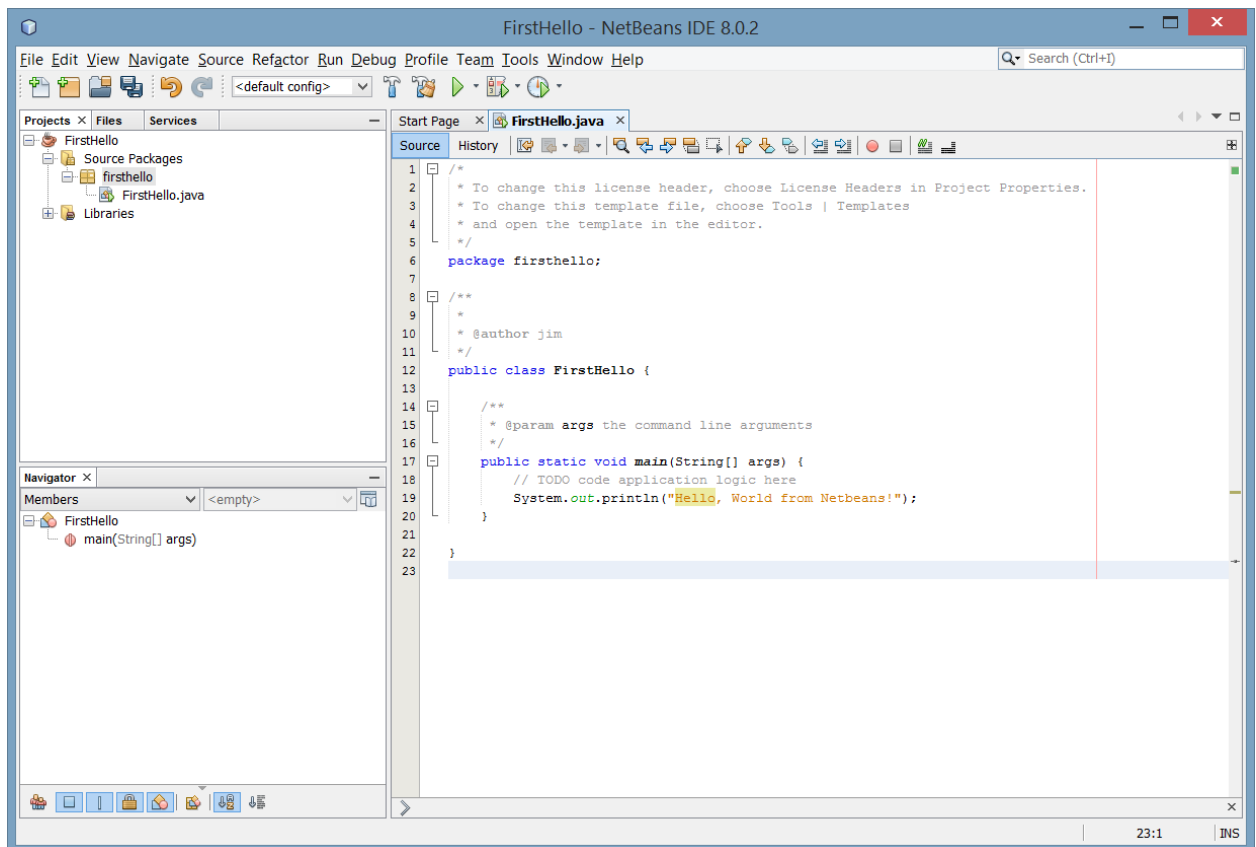 FirstHello - NetBeans IDE 8.0.2
File Edit View Navigate Source Refactor Run Debug Profile Team Tools Window Help
Search (Ctrl+I)
<default config>
Projects Files Services
FirstHello
Source Packages
firsthello
FirstHello.java
Libraries
Navigator
Members <empty>
FirstHello
main(String[] args)
Start Page FirstHello.java
Source History
1 /*
2 * To change this license header, choose License Headers in Project Properties.
3 * To change this template file, choose Tools | Templates
4 * and open the template in the editor.
5 */
6 package firsthello;
7
8 /**
9 *
10 * @author jim
11 */
12 public class FirstHello {
13
14 /**
15 * @param args the command line arguments
16 */
17 public static void main(String[] args) {
18 // TODO code application logic here
19 System.out.println("Hello, World from Netbeans!");
20 }
21
22 }
23
23:1 INS